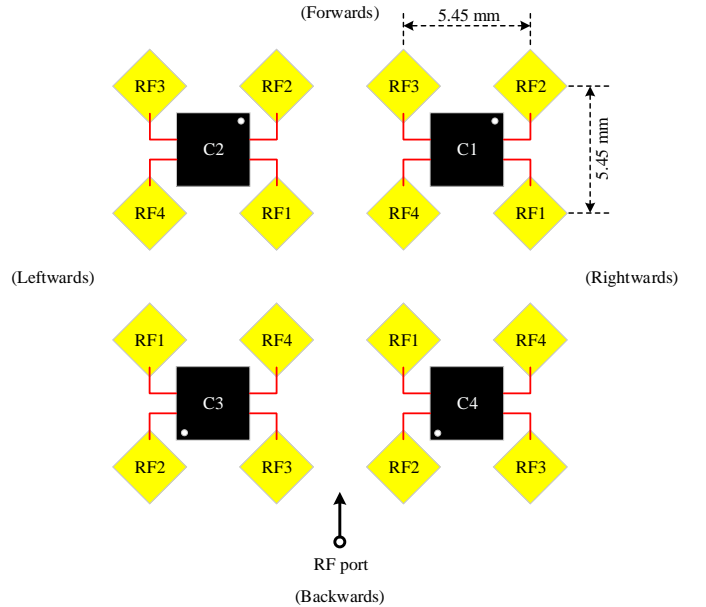 (Forwards)
5.45 mm
RF3 RF2 RF3 RF2
C2 C1
5.45 mm
RF4 RF1 RF4 RF1
(Leftwards) (Rightwards)
RF1 RF4 RF1 RF4
C3 C4
RF2 RF3 RF2 RF3
RF port
(Backwards)